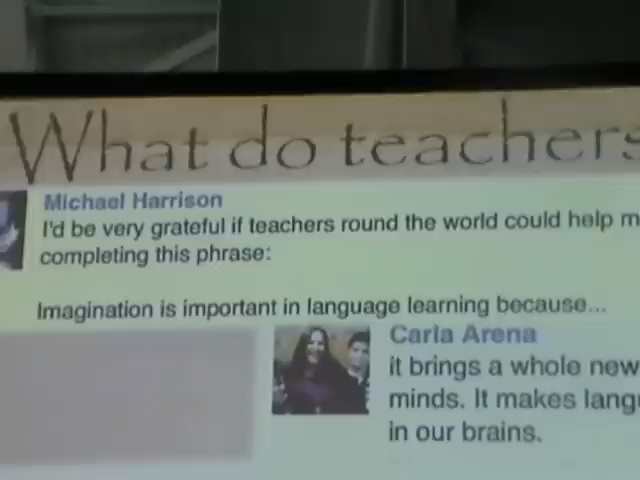 What do teachers
Michael Harrison
I'd be very grateful if teachers round the world could help
completing this phrase:
Imagination is important in language learning because...
Carla Arena
it brings a whole new
minds. It makes
in our brains.